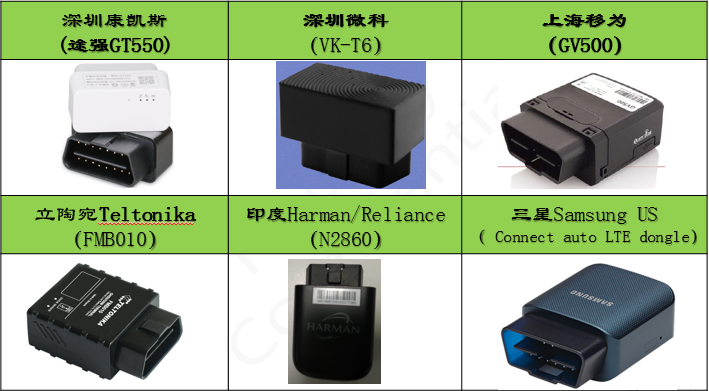 深圳康凯斯
(途强GT550)
深圳微科
(VK-T6)
上海移为
(GV500)
立陶宛Teltonika
(FMB010)
印度Harman/Reliance
(N2860)
三星Samsung US
( Connect auto LTE dongle)
TELTONIKA
FMB010
HARMAN
SAMSUNG